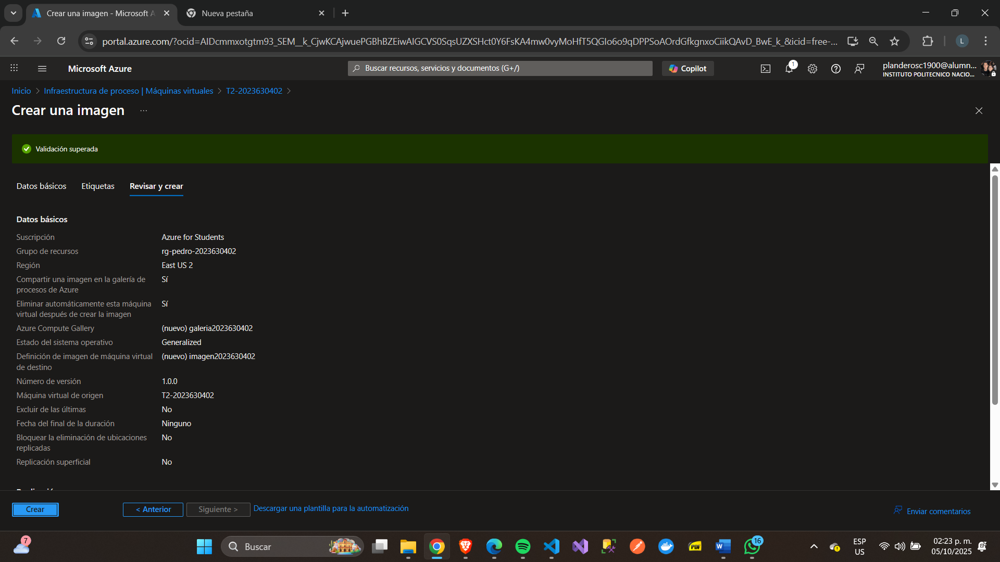 Crear una imagen - Microsoft A
Nueva pestaña
portal.azure.com/?ocid=AIDcmmxotgtm93_SEM__k_CjwKCAjwuePGBhBZEiwAIGCVS0SqsUZXSHct0Y6FsKA4mw0vyMoHfT5QGIo6o9qDPPSoAOrdGfkgnxoCiikQAvD_BwE_k_&icid=free-...
L
Microsoft Azure
Buscar recursos, servicios y documentos (G+/)
Copilot
1
planderosc1900@alumn...
INSTITUTO POLITECNICO NACIO...
Inicio > Infraestructura de proceso | Máquinas virtuales > T2-2023630402 >
Crear una imagen ...
Validación superada
Datos básicos Etiquetas Revisar y crear
Datos básicos
Suscripción Azure for Students
Grupo de recursos rg-pedro-2023630402
Región East US 2
Compartir una imagen en la galería de Sí
procesos de Azure
Eliminar automáticamente esta máquina Sí
virtual después de crear la imagen
Azure Compute Gallery (nuevo) galeria2023630402
Estado del sistema operativo Generalized
Definición de imagen de máquina virtual (nuevo) imagen2023630402
de destino
Número de versión 1.0.0
Máquina virtual de origen T2-2023630402
Excluir de las últimas No
Fecha del final de la duración Ninguno
Bloquear la eliminación de ubicaciones No
replicadas
Replicación superficial No
Crear
< Anterior
Siguiente >
Descargar una plantilla para la automatización
Enviar comentarios
7
Buscar
PDF
W
16
ESP
US
02:23 p. m.
05/10/2025